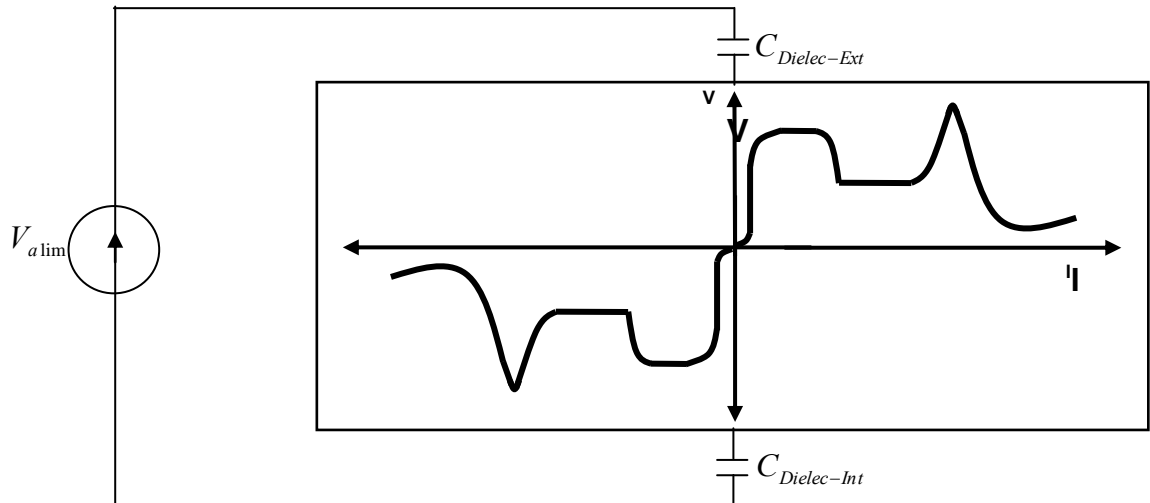 C_{Dielec-Ext}
V
V
V_{alim}
I
I
C_{Dielec-Int}